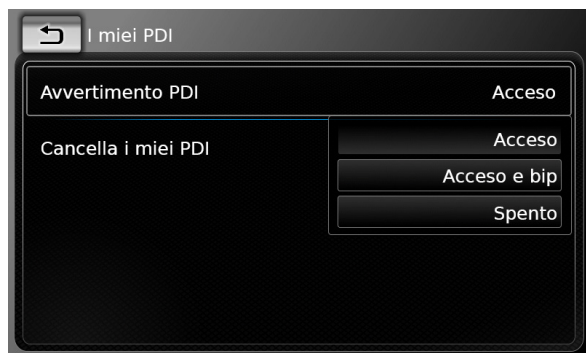 I miei PDI
Avvertimento PDI Acceso
Cancella i miei PDI Acceso
Acceso e bip
Spento